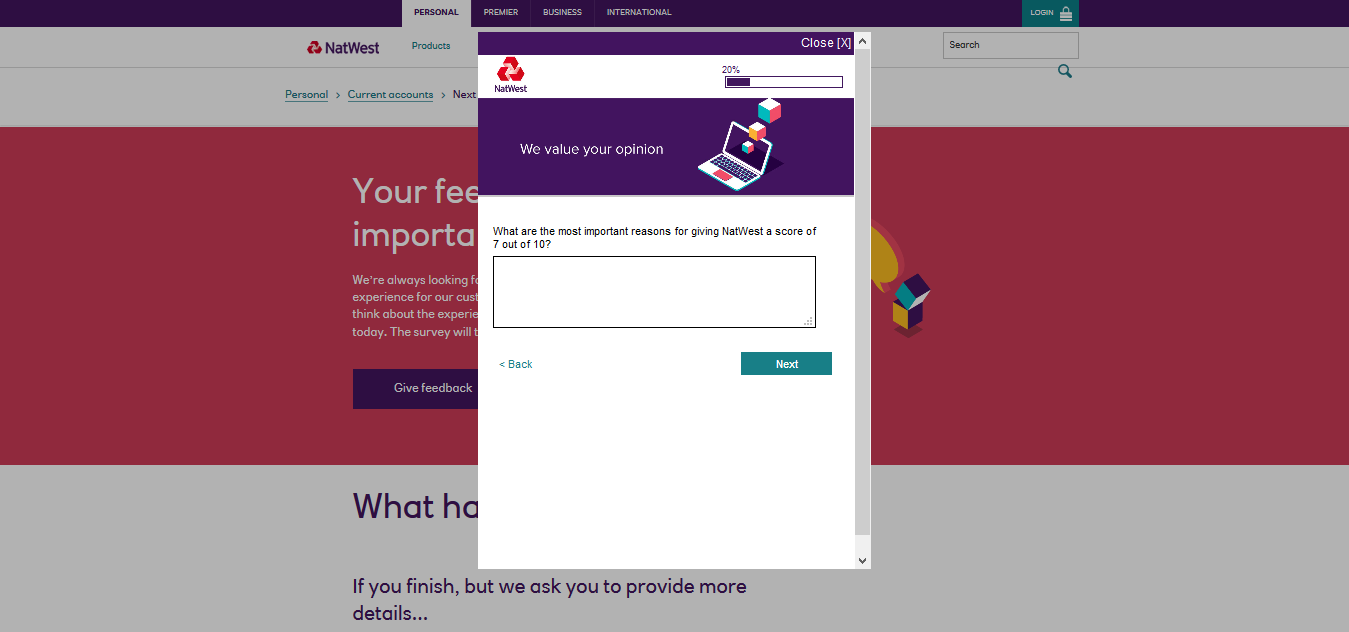 PERSONAL PREMIER BUSINESS INTERNATIONAL LOGIN
NatWest Products Search
Personal > Current accounts > Next
Close [X]
NatWest
20%
We value your opinion
What are the most important reasons for giving NatWest a score of
7 out of 10?
< Back Next
Your fee
importa
We're always looking fo
experience for our cust
think about the experie
today. The survey will t
Give feedback
What ha
If you finish, but we ask you to provide more
details...